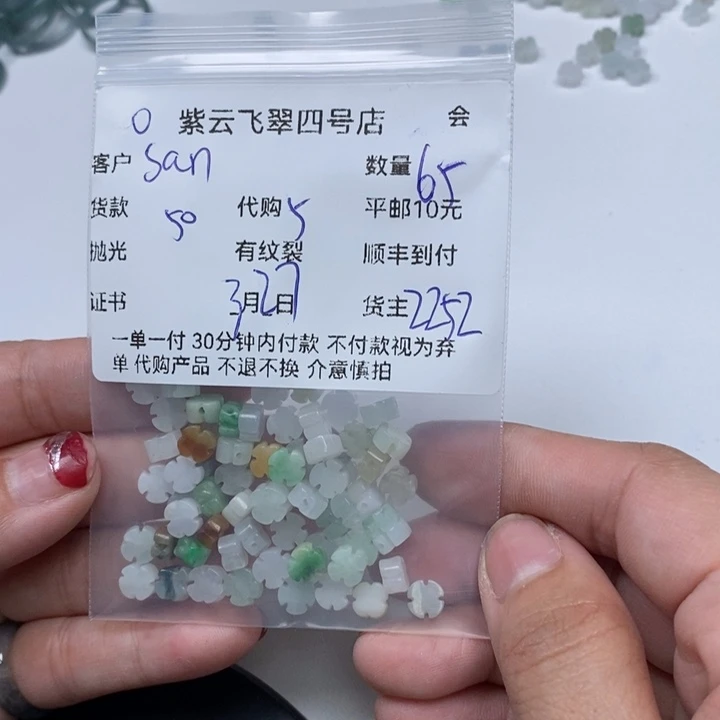 O 紫云飞翠四号店 会
客户 San 数量 65
货款 50 代购 5 平邮10元
抛光 有纹裂 顺丰到付
证书 3月27日 货主 2252
一单一付 30分钟内付款 不付款视为弃
单 代购产品 不退不换 介意慎拍